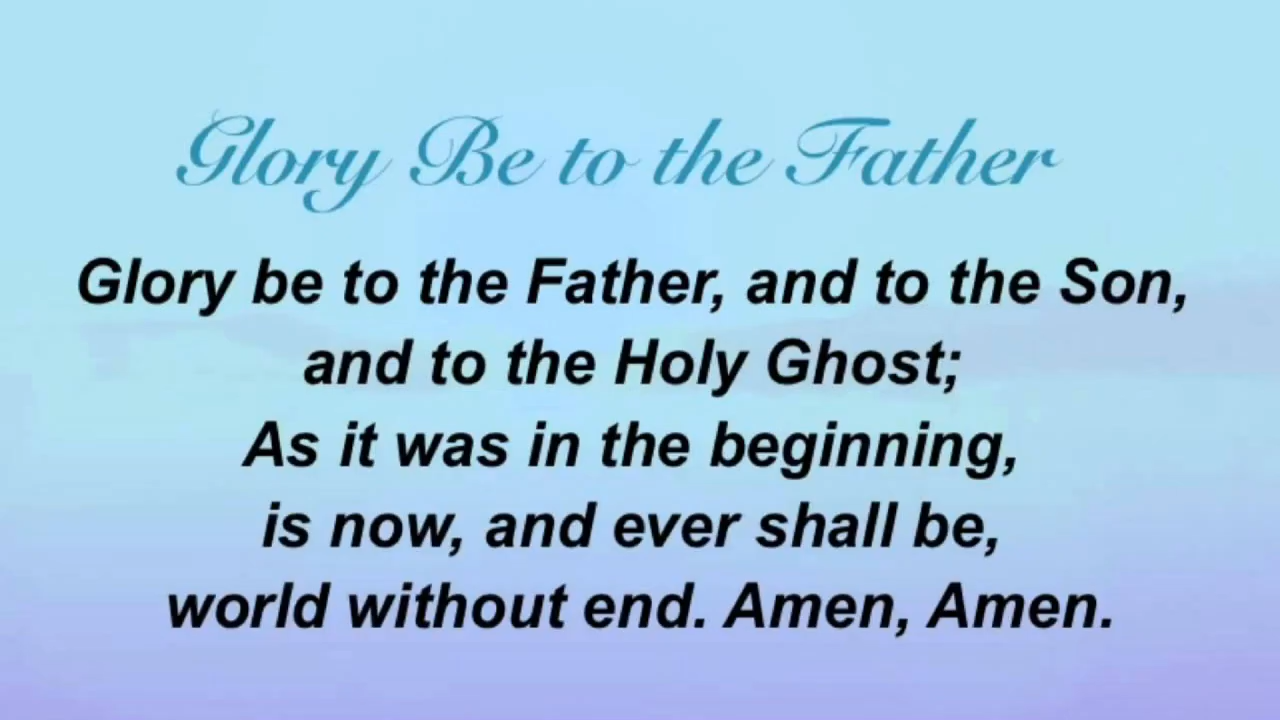 Glory Be to the Father
Glory be to the Father, and to the Son,
and to the Holy Ghost;
As it was in the beginning,
is now, and ever shall be,
world without end. Amen, Amen.